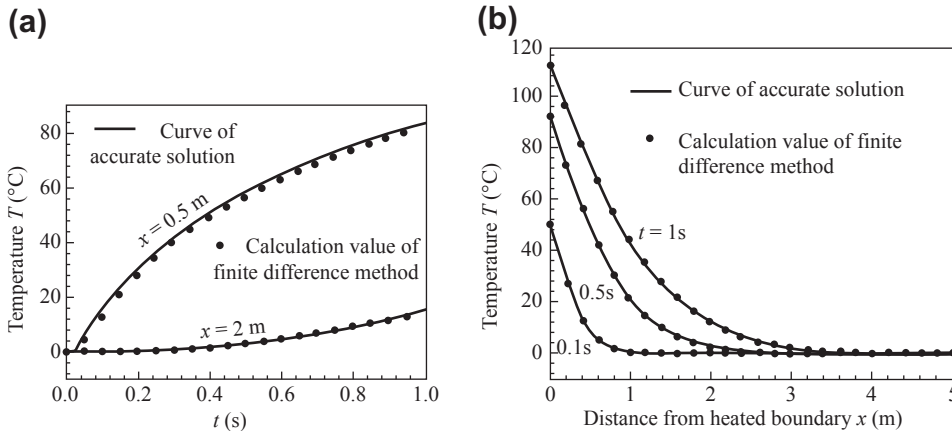 (a)
Curve of
accurate solution
x = 0.5 m
Calculation value of
finite difference method
x = 2 m
Temperature T (°C)
80
60
40
20
0
0.0
0.2
0.4
0.6
0.8
1.0
t (s)
(b)
Curve of accurate solution
Calculation value of finite
difference method
t = 1s
0.5s
0.1s
Temperature T (°C)
120
100
80
60
40
20
0
0
1
2
3
4
5
Distance from heated boundary x (m)